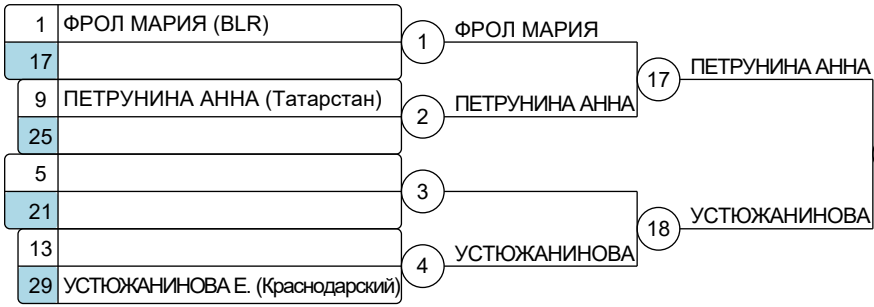 1 ФРОЛ МАРИЯ (BLR)
17
1 ФРОЛ МАРИЯ
9 ПЕТРУНИНА АННА (Татарстан)
25
2 ПЕТРУНИНА АННА
17 ПЕТРУНИНА АННА
5
21
3
13
29 УСТЮЖАНИНОВА Е. (Краснодарский)
4 УСТЮЖАНИНОВА
18 УСТЮЖАНИНОВА